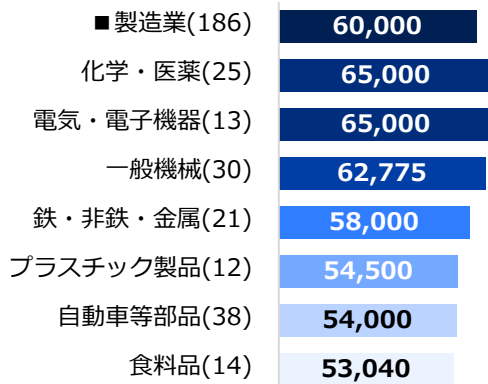 ■製造業(186) 60,000
化学・医薬(25) 65,000
電気・電子機器(13) 65,000
一般機械(30) 62,775
鉄・非鉄・金属(21) 58,000
プラスチック製品(12) 54,500
自動車等部品(38) 54,000
食料品(14) 53,040